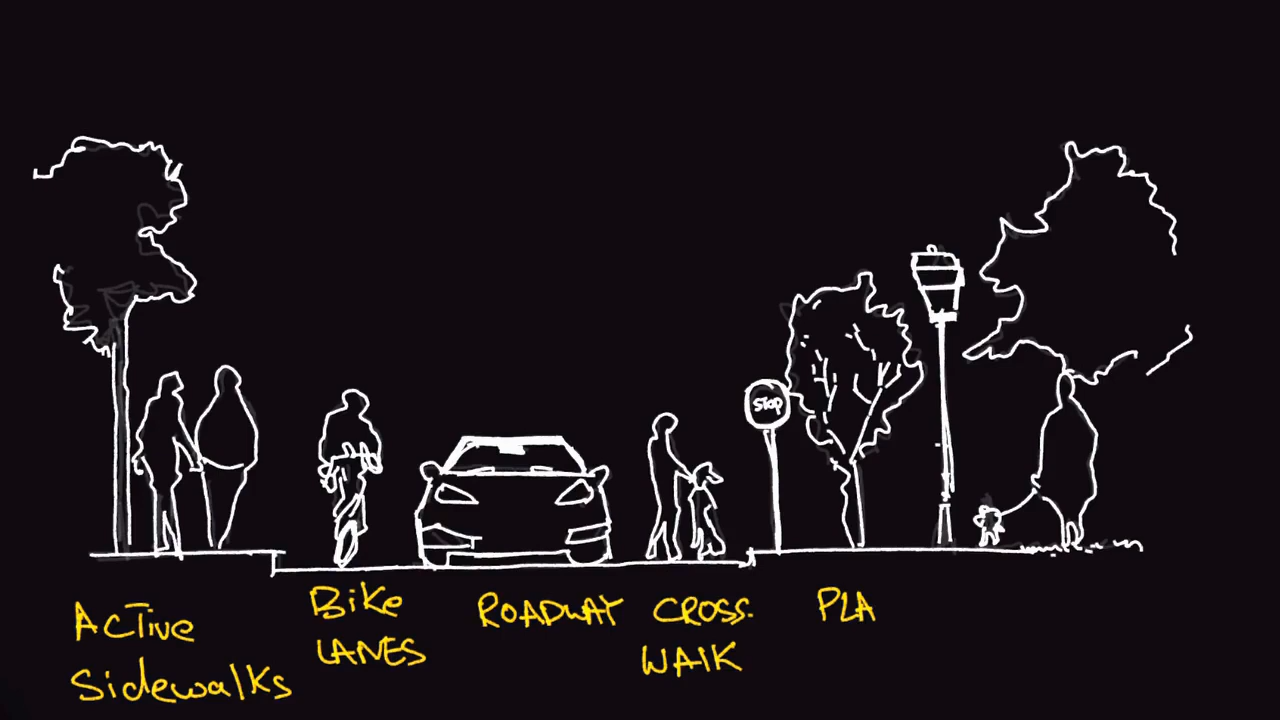 STOP
Active
Sidewalks
Bike
LANES
ROADWAY
CROSS.
WALK
PLA